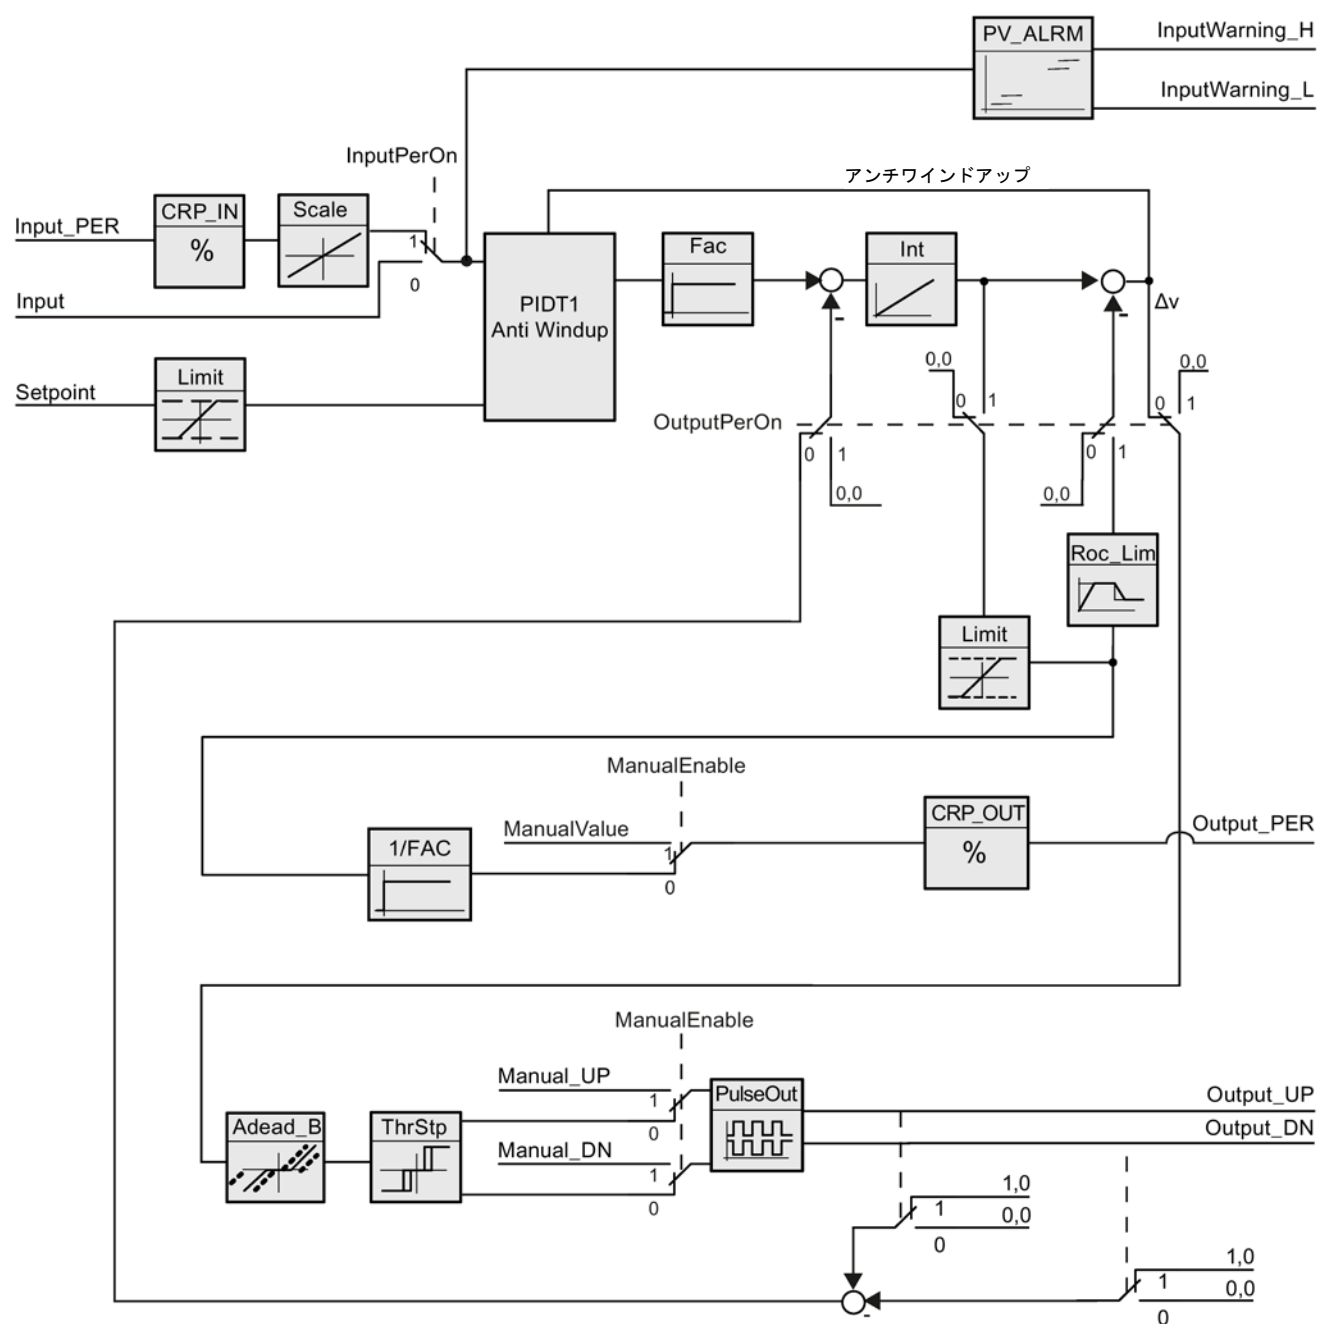 PV_ALRM
InputWarning_H
InputWarning_L
InputPerOn
アンチワインドアップ
Input_PER
CRP_IN
%
Scale
1
0
Input
PIDT1
Anti Windup
Fac
-
Int
-
Δv
Setpoint
Limit
OutputPerOn
0 1
0,0
0,0
0 1
0 1
0,0
0,0
0 1
Roc_Lim
Limit
ManualEnable
ManualValue
1/FAC
1
0
CRP_OUT
%
Output_PER
ManualEnable
Manual_UP
1
0
Manual_DN
1
0
Adead_B
ThrStp
PulseOut
Output_UP
Output_DN
1,0
1
0,0
0
1,0
1
0,0
0
-